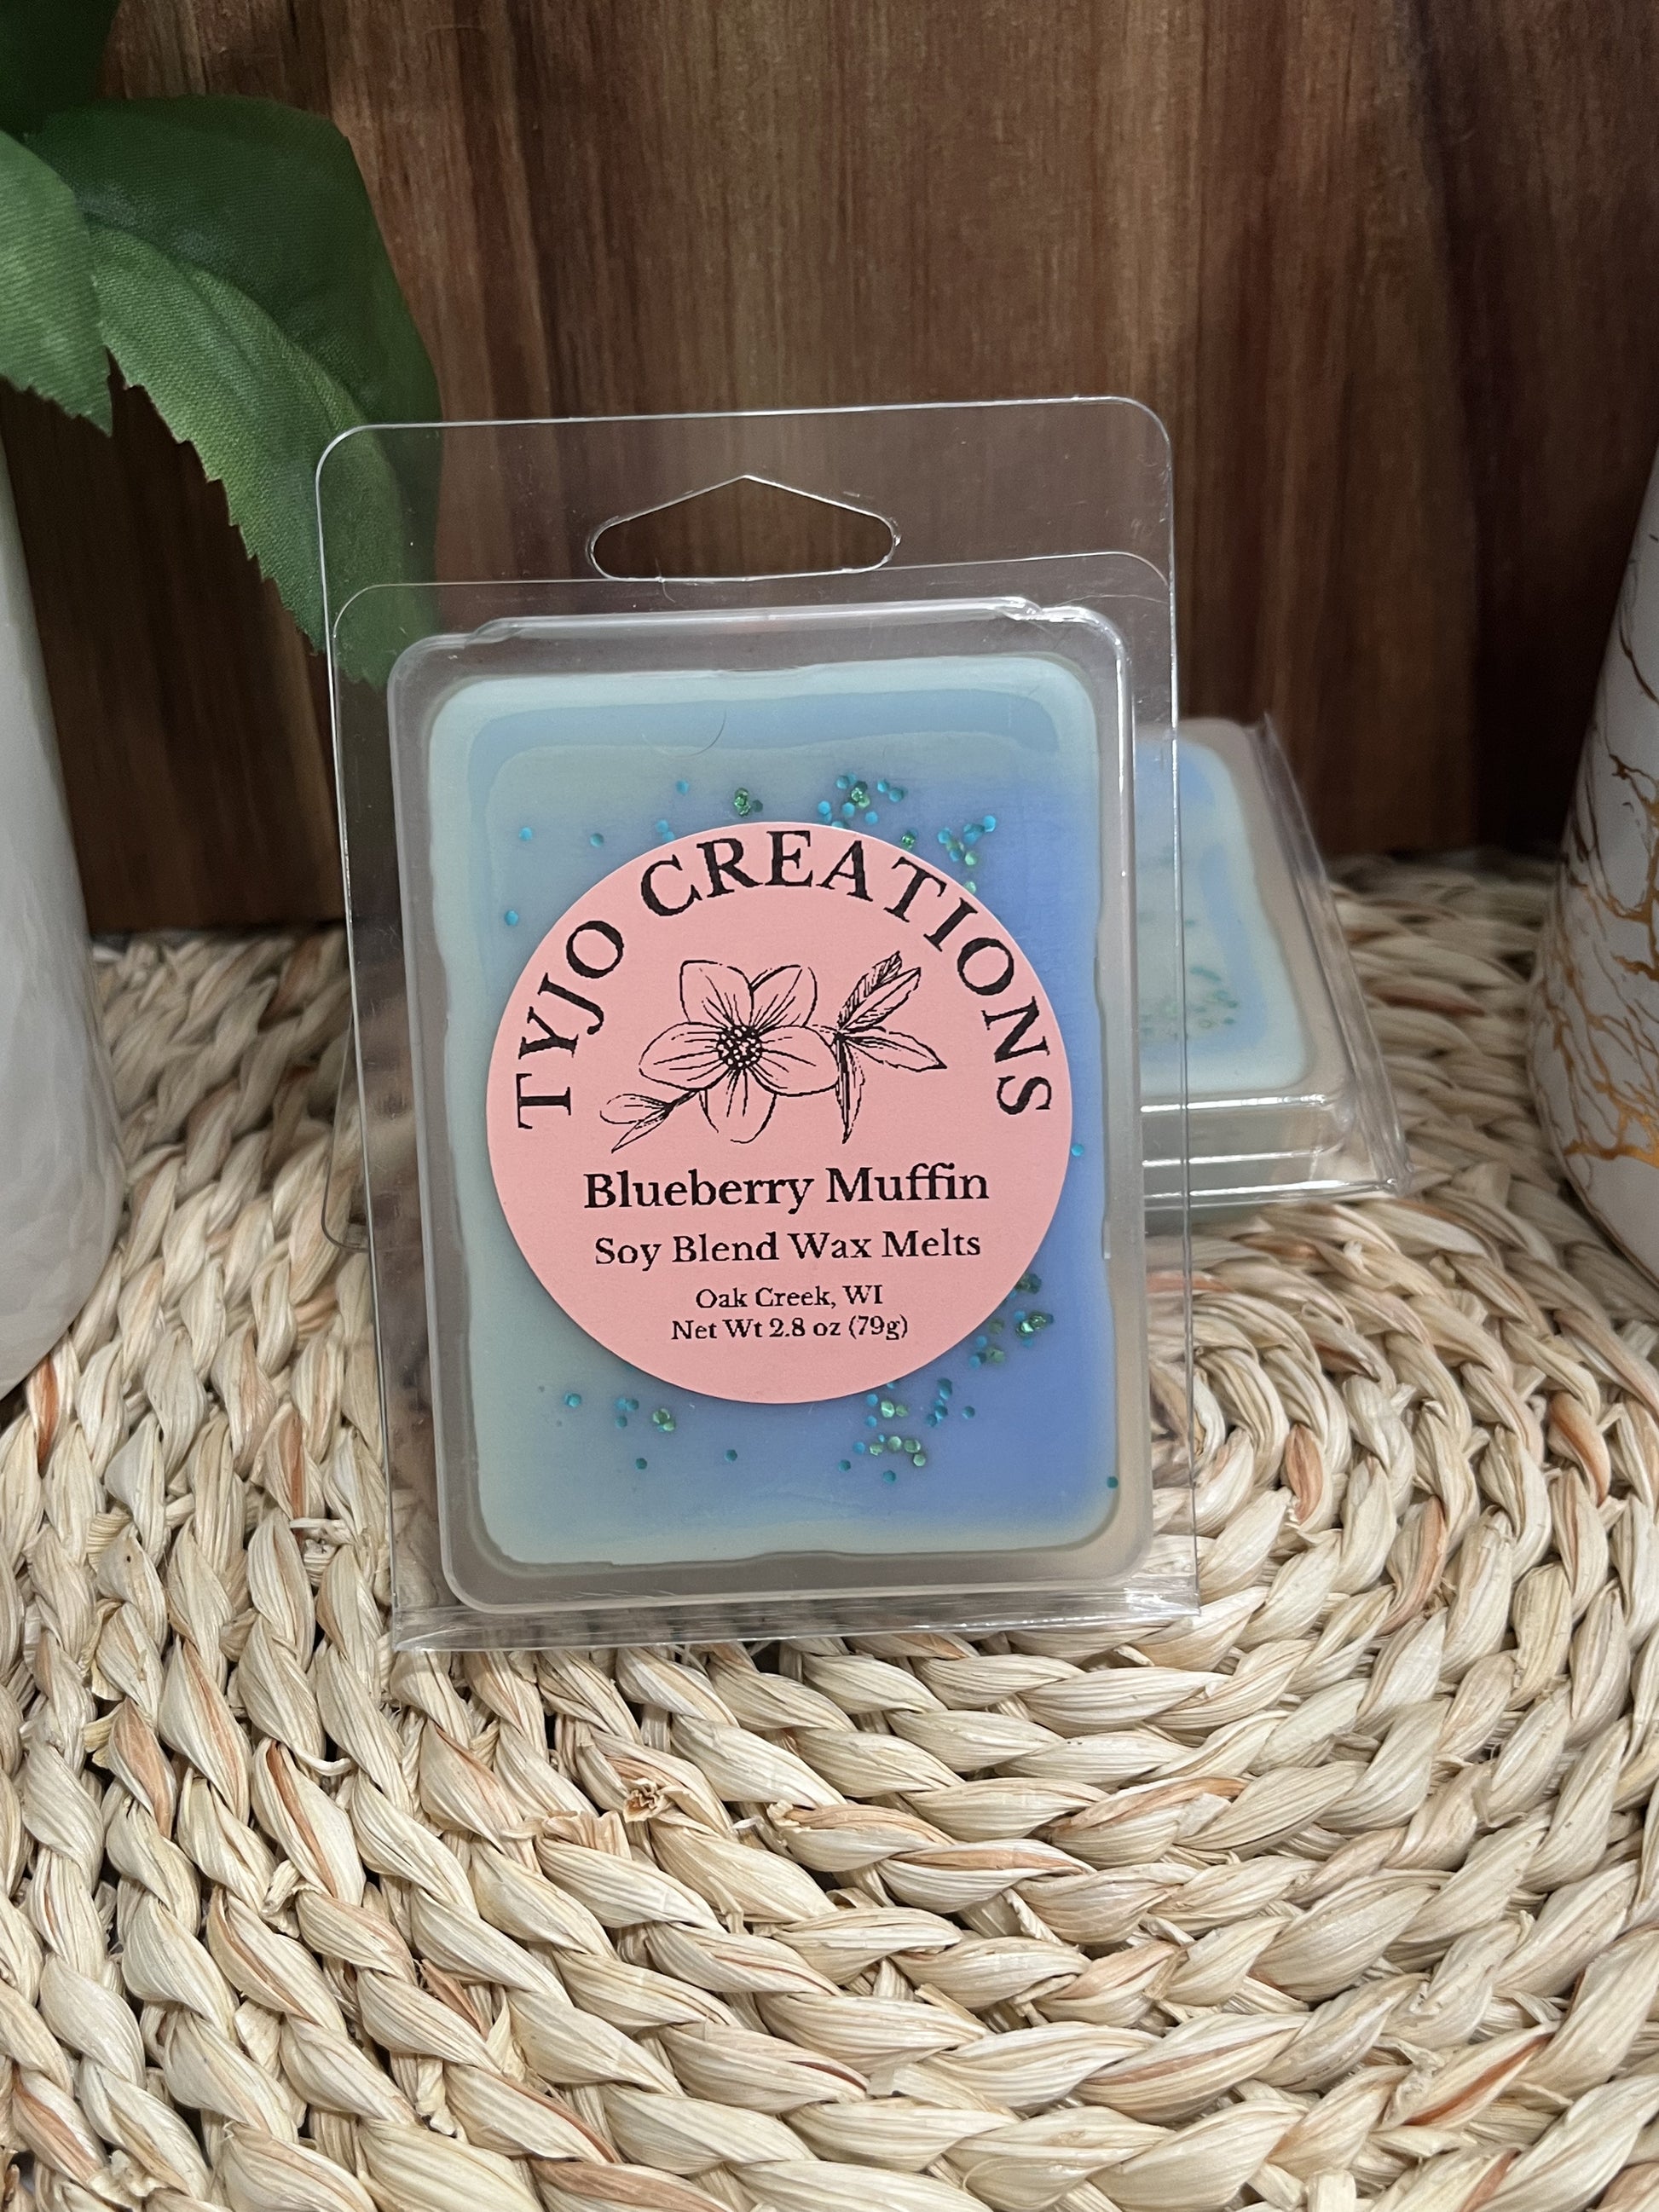 TYJO CREATIONS
Blueberry Muffin
Soy Blend Wax Melts
Oak Creek, WI
Net Wt 2.8 oz (79g)